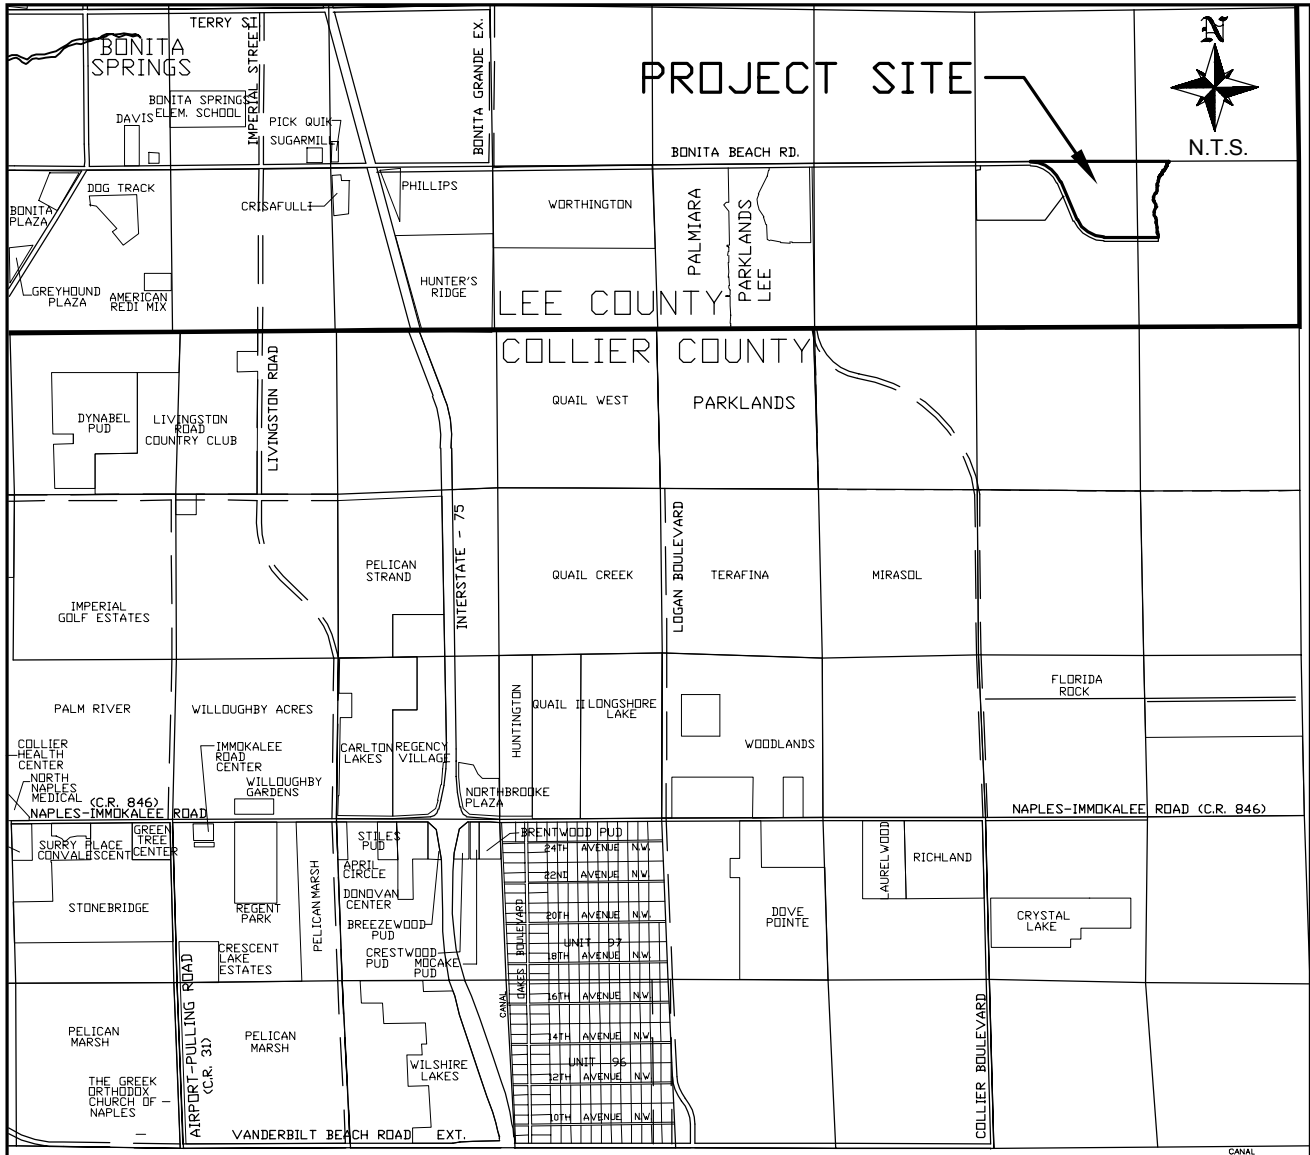 TERRY ST.
BONITA
SPRINGS
IMPERIAL STREET
BONITA GRANDE EX.
PROJECT SITE
N
N.T.S.
BONITA SPRINGS
ELEM. SCHOOL
DAVIS
PICK QUIK
SUGARMILL
BONITA BEACH RD.
DOG TRACK
BONITA
PLAZA
CRISAFULLI
PHILLIPS
WORTHINGTON
PALMIARA
PARKLANDS
LEE
GREYHOUND
PLAZA
AMERICAN
REDI MIX
HUNTER'S
RIDGE
LEE COUNTY
COLLIER COUNTY
LIVINGSTON ROAD
DYNABEL
PUD
LIVINGSTON
ROAD
COUNTRY CLUB
QUAIL WEST
PARKLANDS
INTERSTATE - 75
LOGAN BOULEVARD
PELICAN
STRAND
QUAIL CREEK
TERAFINA
MIRASOL
IMPERIAL
GOLF ESTATES
FLORIDA
ROCK
PALM RIVER
WILLOUGHBY ACRES
HUNTINGTON
QUAIL II
LONGSHORE
LAKE
COLLIER
HEALTH
CENTER
IMMOKALEE
ROAD
CENTER
CARLTON
LAKES
REGENCY
VILLAGE
WOODLANDS
NORTH
NAPLES
MEDICAL
WILLOUGHBY
GARDENS
NORTHBROOKE
PLAZA
(C.R. 846)
NAPLES-IMMOKALEE ROAD
NAPLES-IMMOKALEE ROAD (C.R. 846)
GREEN
TREE
CENTER
SURRY PLACE
CONVALESCENT
STILES
PUD
BRENTWOOD PUD
24TH AVENUE N.W.
APRIL
CIRCLE
22ND AVENUE N.W.
LAURELWOOD
RICHLAND
PELICAN MARSH
DONOVAN
CENTER
STONEBRIDGE
REGENT
PARK
BREEZEWOOD
PUD
20TH AVENUE N.W.
DOVE
POINTE
CRYSTAL
LAKE
OAKES BOULEVARD
UNIT 97
CRESCENT
LAKE
ESTATES
CRESTWOOD
PUD
MOCAKE
PUD
18TH AVENUE N.W.
CANAL
16TH AVENUE N.W.
AIRPORT-PULLING ROAD
(C.R. 31)
COLLIER BOULEVARD
PELICAN
MARSH
PELICAN
MARSH
14TH AVENUE N.W.
WILSHIRE
LAKES
UNIT 96
12TH AVENUE N.W.
THE GREEK
ORTHODOX
CHURCH OF
NAPLES
10TH AVENUE N.W.
VANDERBILT BEACH ROAD EXT.
CANAL